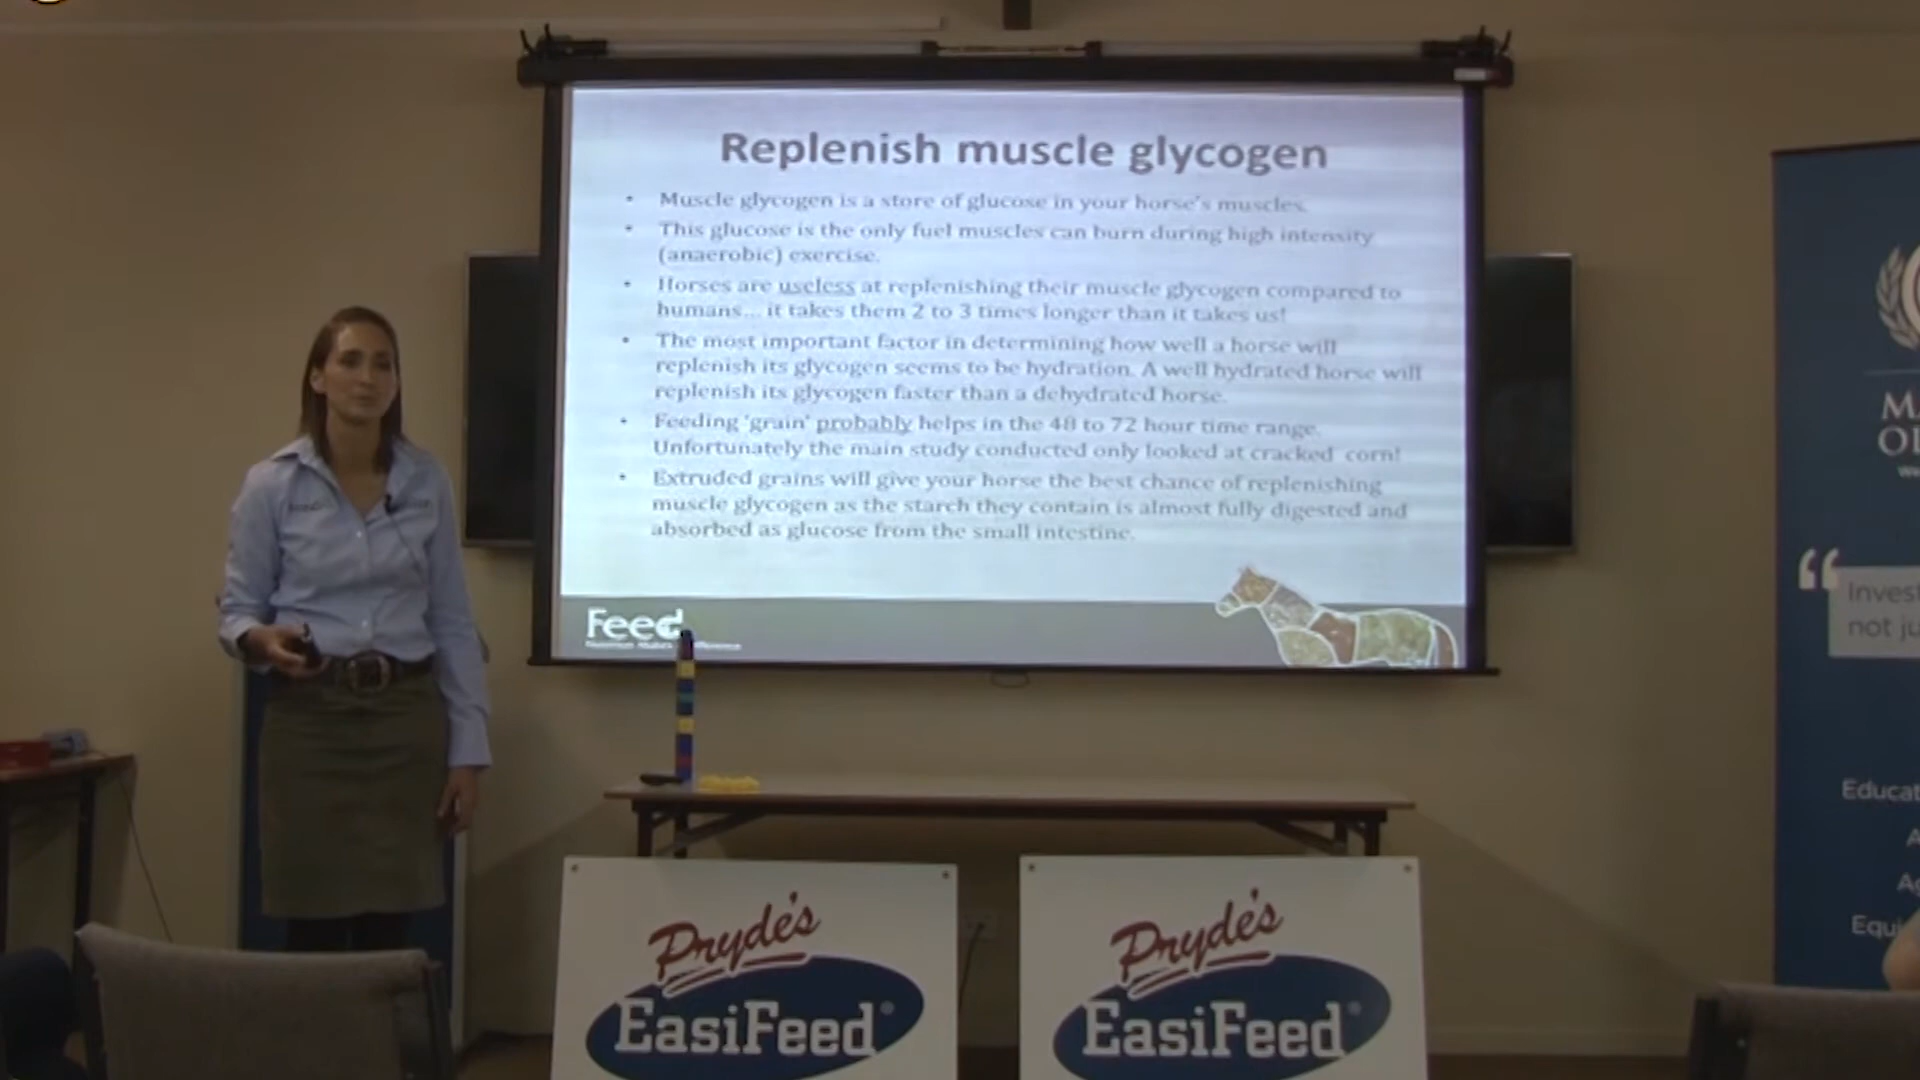 Replenish muscle glycogen
• Muscle glycogen is a store of glucose in your horse's muscles.
• This glucose is the only fuel muscles can burn during high intensity
(anaerobic) exercise.
• Horses are useless at replenishing their muscle glycogen compared to
humans... it takes them 2 to 3 times longer than it takes us!
• The most important factor in determining how well a horse will
replenish its glycogen seems to be hydration. A well hydrated horse will
replenish its glycogen faster than a dehydrated horse.
• Feeding 'grain' probably helps in the 48 to 72 hour time range.
Unfortunately the main study conducted only looked at cracked corn!
• Extruded grains will give your horse the best chance of replenishing
muscle glycogen as the starch they contain is almost fully digested and
absorbed as glucose from the small intestine.
Feed
Pryde's
EasiFeed®
Pryde's
EasiFeed®
MA
OL
We
“ Invest
not ju
Educat
A
Ag
Equi